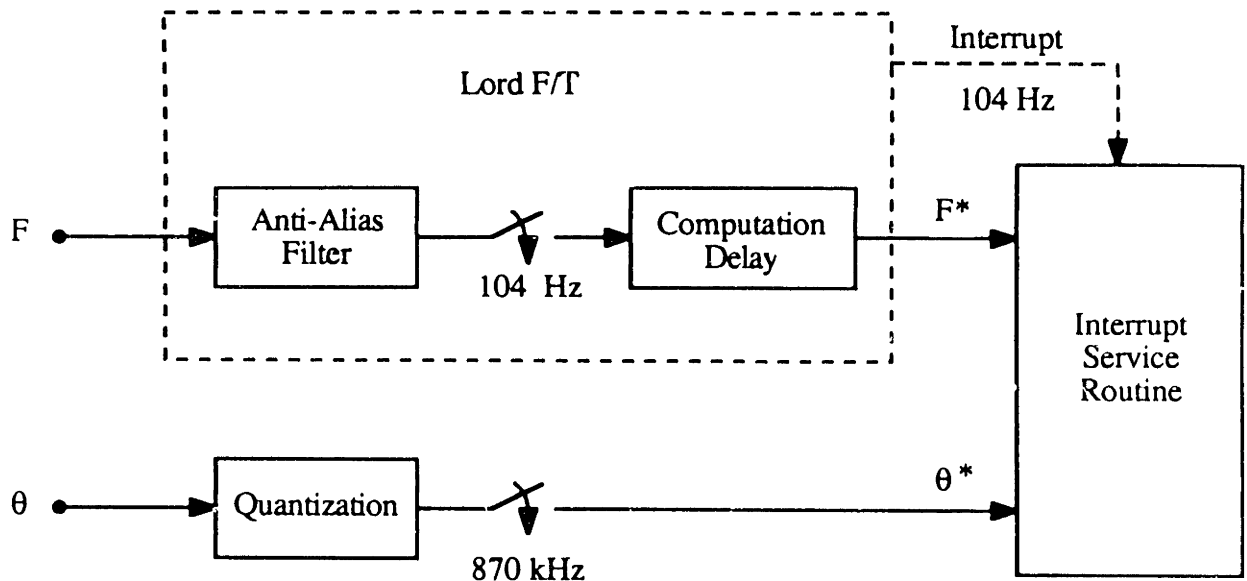 Interrupt
104 Hz
Lord F/T
F
Anti-Alias
Filter
104 Hz
Computation
Delay
F*
Interrupt
Service
Routine
θ
Quantization
870 kHz
θ*